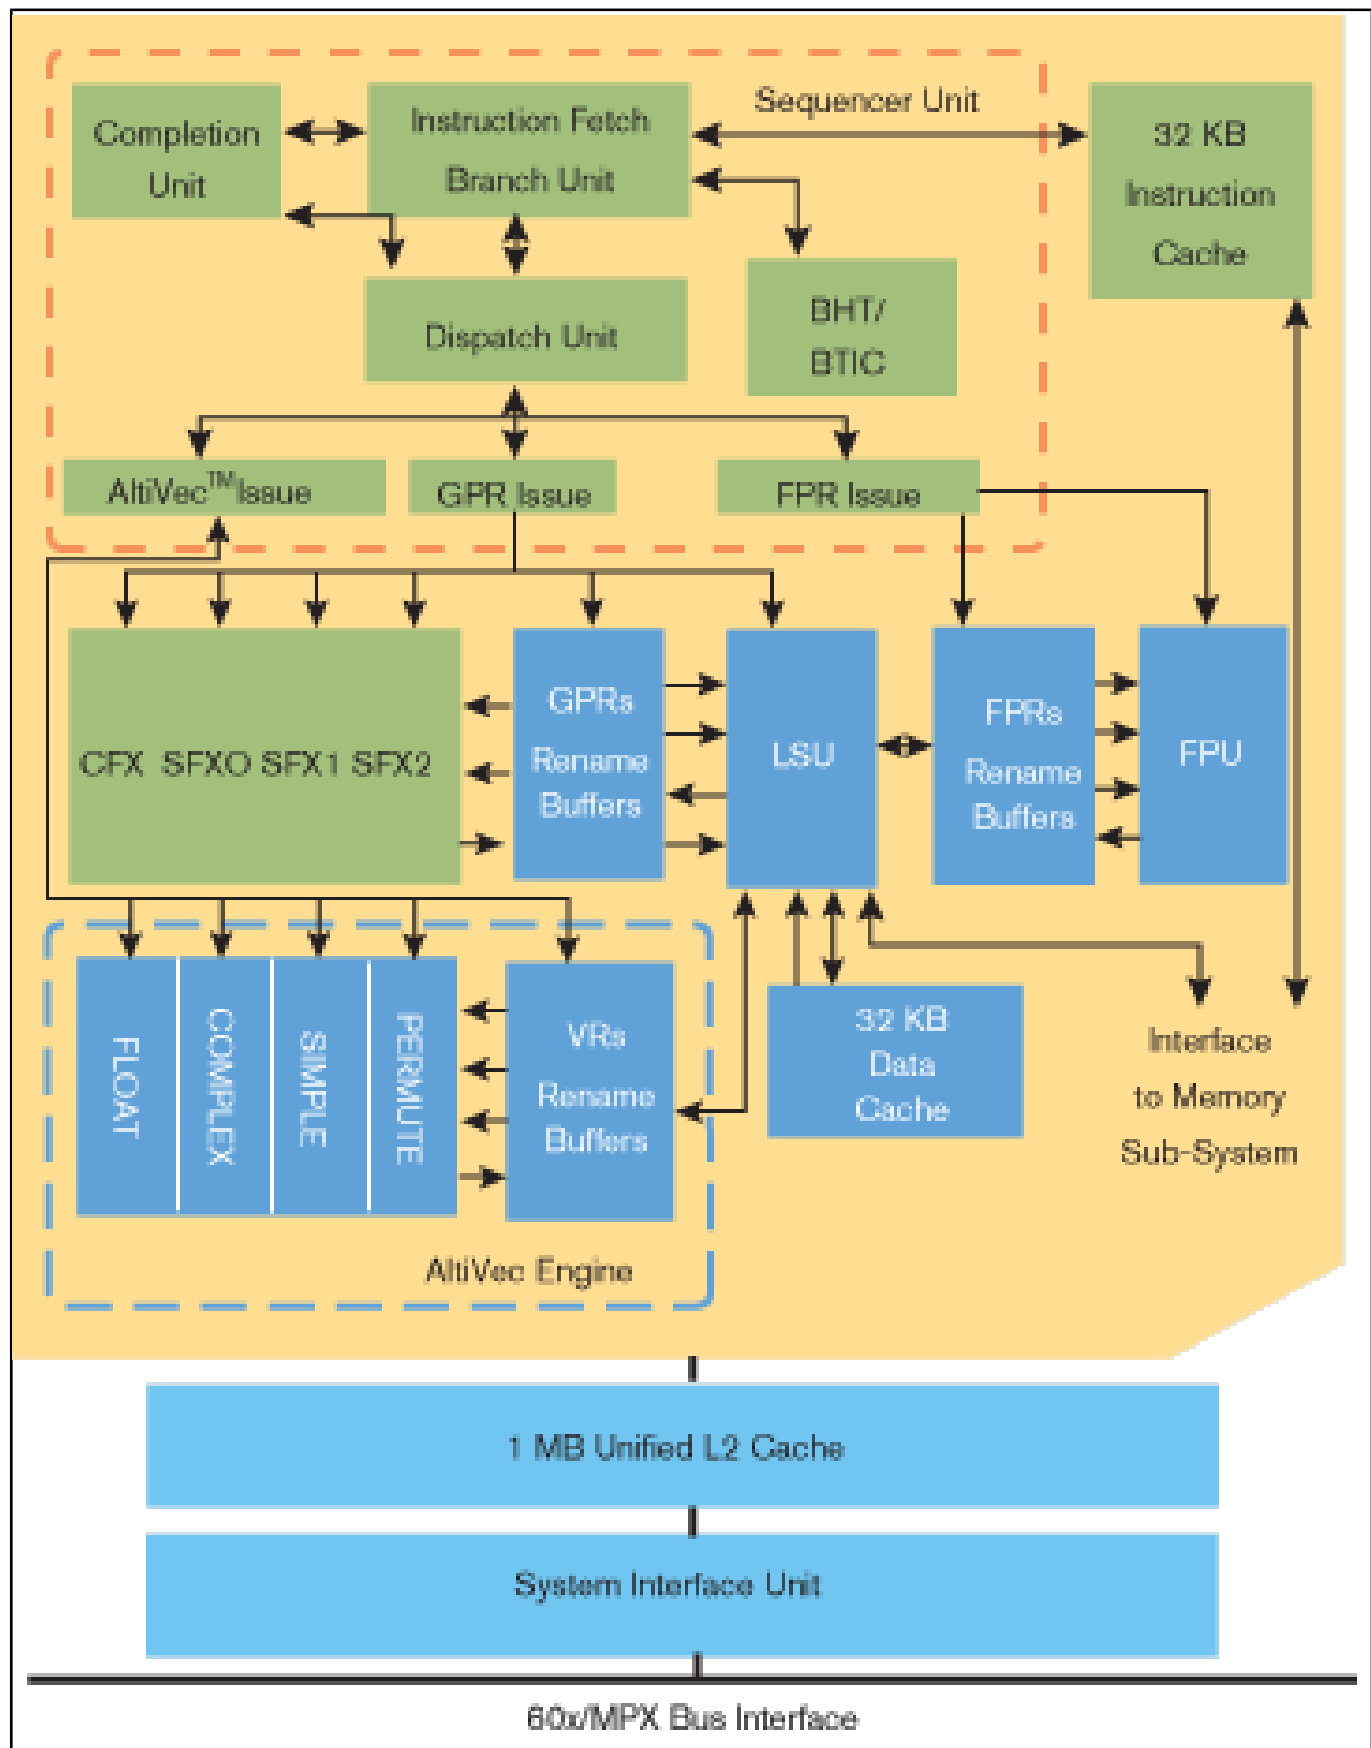 Sequencer Unit
Completion
Unit
Instruction Fetch
Branch Unit
32 KB
Instruction
Cache
Dispatch Unit
BHT/
BTIC
AltiVec™Issue
GPR Issue
FPR Issue
CFX SFXO SFX1 SFX2
GPRs
Rename
Buffers
LSU
FPRs
Rename
Buffers
FPU
FLOAT
COMPLEX
SIMPLE
PERMUTE
VRs
Rename
Buffers
32 KB
Data
Cache
Interface
to Memory
Sub-System
AltiVec Engine
1 MB Unified L2 Cache
System Interface Unit
60x/MPX Bus Interface